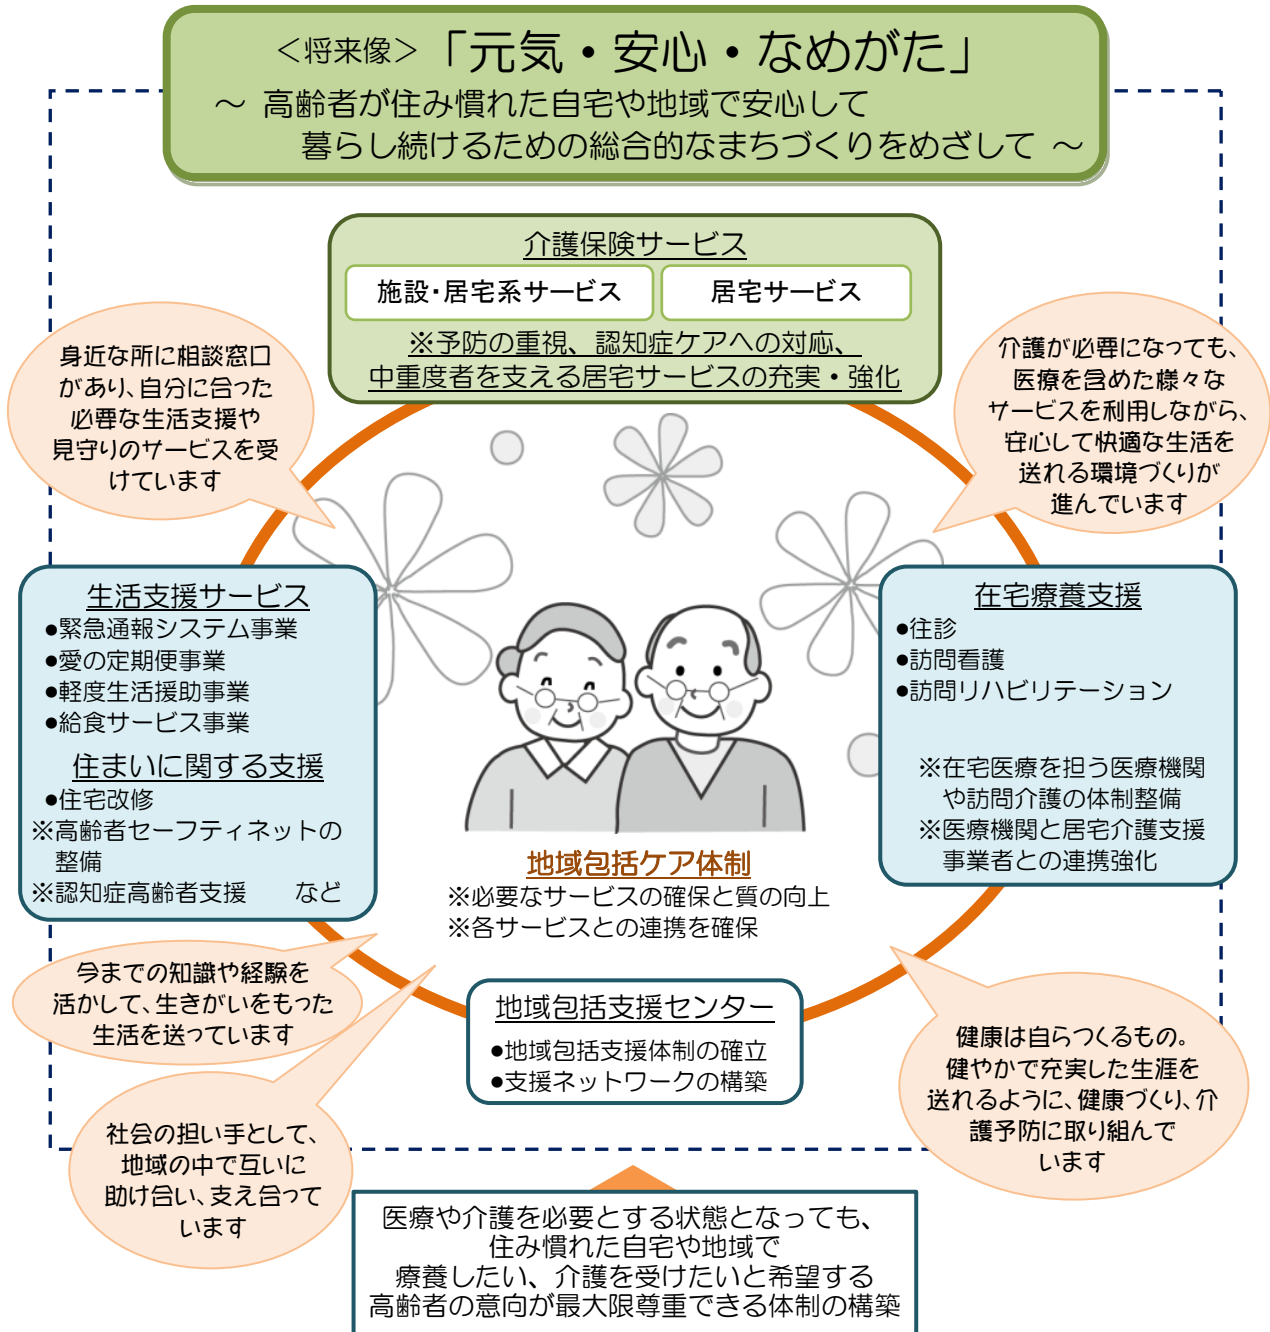 ＜将来像＞「元気・安心・なめがた」
～ 高齢者が住み慣れた自宅や地域で安心して
暮らし続けるための総合的なまちづくりをめざして ～
介護保険サービス
施設・居宅系サービス
居宅サービス
※予防の重視、認知症ケアへの対応、
中重度者を支える居宅サービスの充実・強化
身近な所に相談窓口
があり、自分に合った
必要な生活支援や
見守りのサービスを受
けています
介護が必要になっても、
医療を含めた様々な
サービスを利用しながら、
安心して快適な生活を
送れる環境づくりが
進んでいます
生活支援サービス
●緊急通報システム事業
●愛の定期便事業
●軽度生活援助事業
●給食サービス事業
住まいに関する支援
●住宅改修
※高齢者セーフティネットの
整備
※認知症高齢者支援　　など
在宅療養支援
●往診
●訪問看護
●訪問リハビリテーション
※在宅医療を担う医療機関
や訪問介護の体制整備
※医療機関と居宅介護支援
事業者との連携強化
地域包括ケア体制
※必要なサービスの確保と質の向上
※各サービスとの連携を確保
今までの知識や経験を
活かして、生きがいをもった
生活を送っています
地域包括支援センター
●地域包括支援体制の確立
●支援ネットワークの構築
健康は自らつくるもの。
健やかで充実した生涯を
送れるように、健康づくり、介
護予防に取り組んで
います
社会の担い手として、
地域の中で互いに
助け合い、支え合って
います
医療や介護を必要とする状態となっても、
住み慣れた自宅や地域で
療養したい、介護を受けたいと希望する
高齢者の意向が最大限尊重できる体制の構築